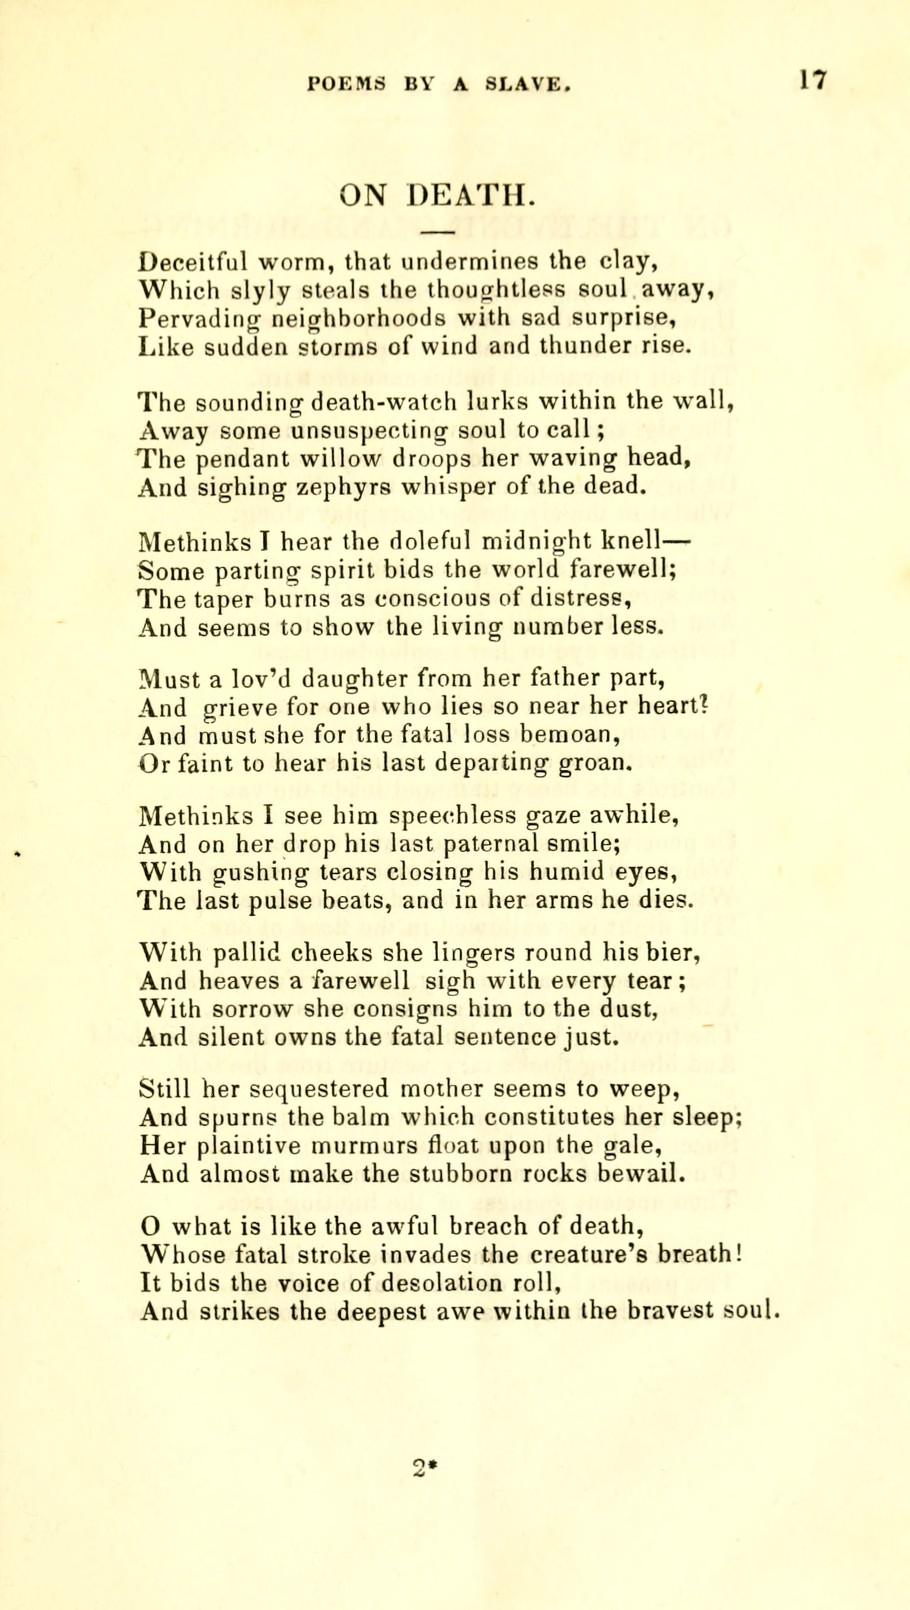 POEMS BY A SLAVE. 17
ON DEATH.
Deceitful worm, that undermines the clay,
Which slyly steals the thoughtless soul away,
Pervading neighborhoods with sad surprise,
Like sudden storms of wind and thunder rise.
The sounding death-watch lurks within the wall,
Away some unsuspecting soul to call;
The pendant willow droops her waving head,
And sighing zephyrs whisper of the dead.
Methinks I hear the doleful midnight knell—
Some parting spirit bids the world farewell;
The taper burns as conscious of distress,
And seems to show the living number less.
Must a lov'd daughter from her father part,
And grieve for one who lies so near her heart?
And must she for the fatal loss bemoan,
Or faint to hear his last departing groan.
Methinks I see him speechless gaze awhile,
And on her drop his last paternal smile;
With gushing tears closing his humid eyes,
The last pulse beats, and in her arms he dies.
With pallid cheeks she lingers round his bier,
And heaves a farewell sigh with every tear;
With sorrow she consigns him to the dust,
And silent owns the fatal sentence just.
Still her sequestered mother seems to weep,
And spurns the balm which constitutes her sleep;
Her plaintive murmurs float upon the gale,
And almost make the stubborn rocks bewail.
O what is like the awful breach of death,
Whose fatal stroke invades the creature's breath!
It bids the voice of desolation roll,
And strikes the deepest awe within the bravest soul.
2*